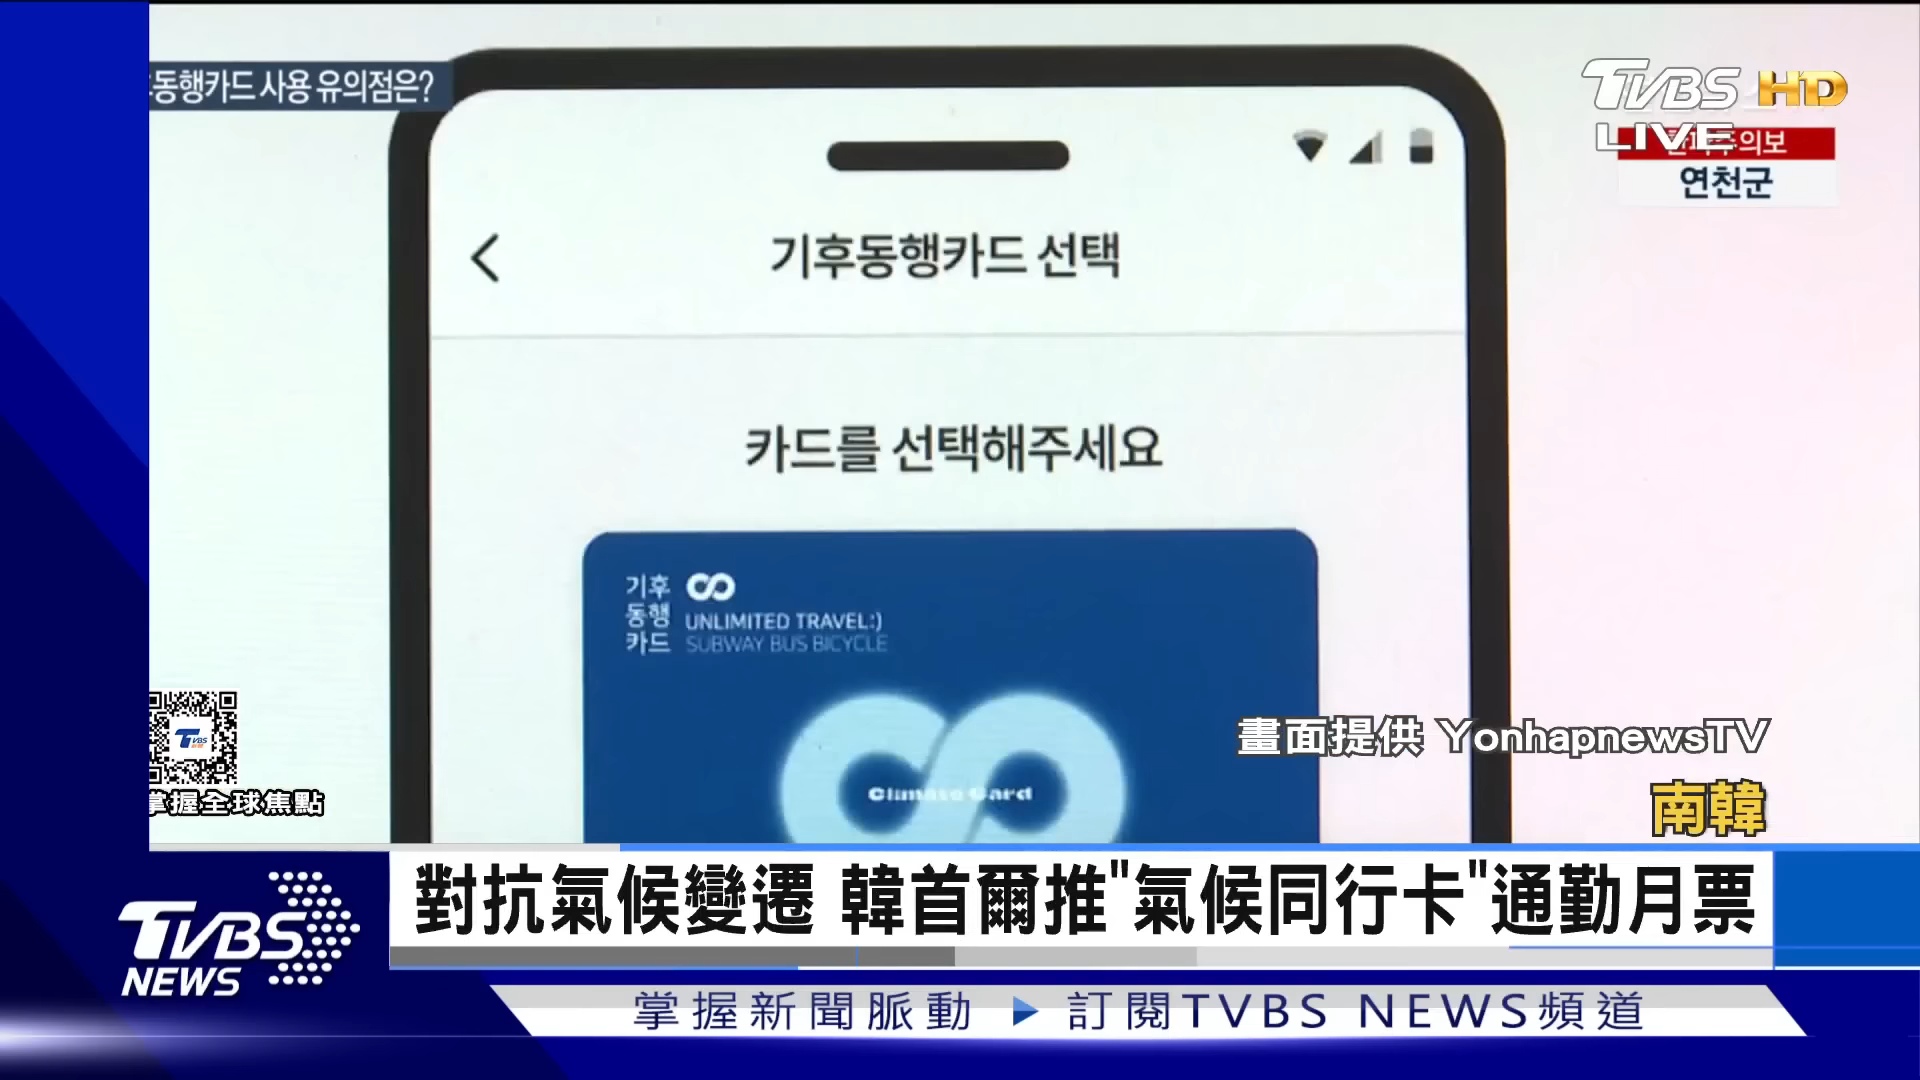 동행카드 사용 유의점은?
TVBS HD
LIVE
연천군
기후동행카드 선택
카드를 선택해주세요
기후
동행
카드
UNLIMITED TRAVEL:)
SUBWAY BUS BICYCLE
Climate Card
TVBS
掌握全球焦點
畫面提供 YonhapnewsTV
南韓
對抗氣候變遷 韓首爾推"氣候同行卡"通勤月票
TVBS
NEWS
掌握新聞脈動 ▶ 訂閱TVBS NEWS頻道